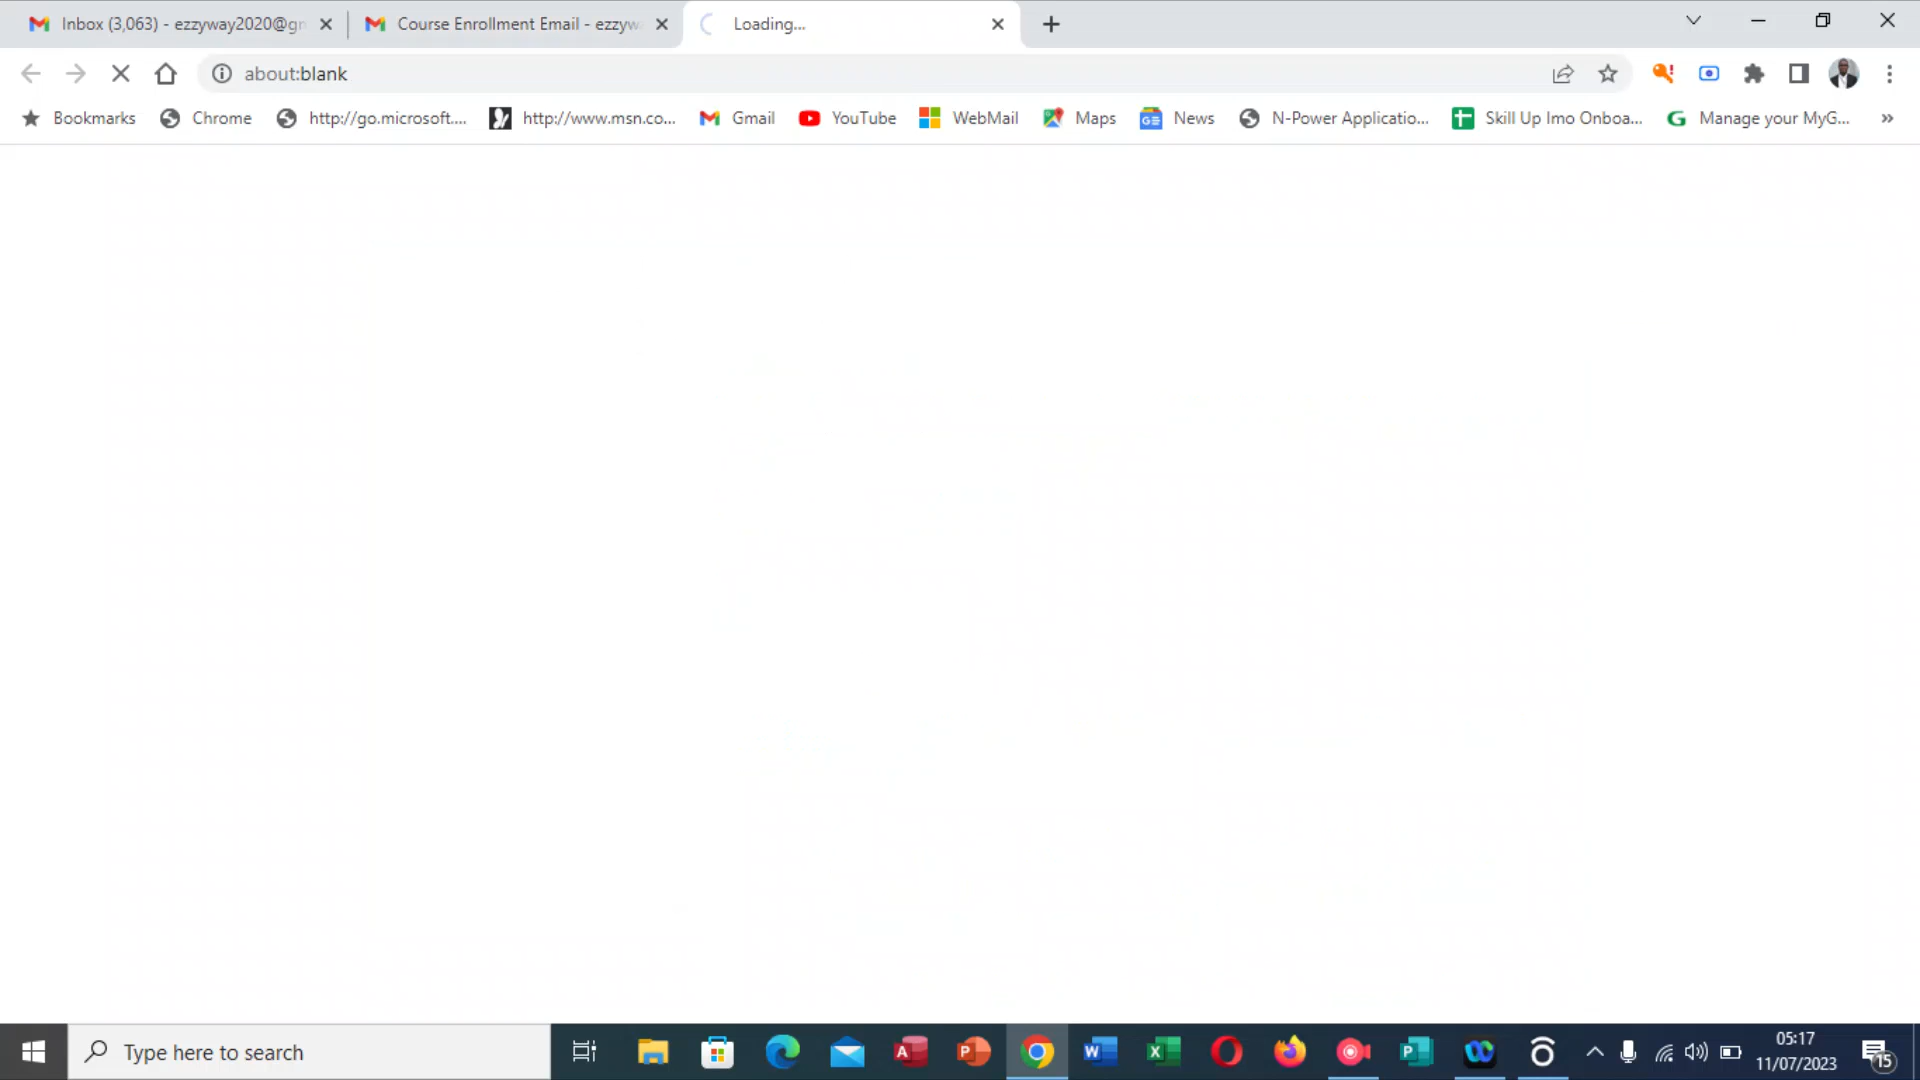 Inbox (3,063) - ezzyway2020@gm
Course Enrollment Email - ezzyw
Loading...
about:blank
Bookmarks
Chrome
http://go.microsoft....
http://www.msn.co...
Gmail
YouTube
WebMail
Maps
News
N-Power Applicatio...
Skill Up Imo Onboa...
Manage your MyG...
»
Type here to search
05:17
11/07/2023
15